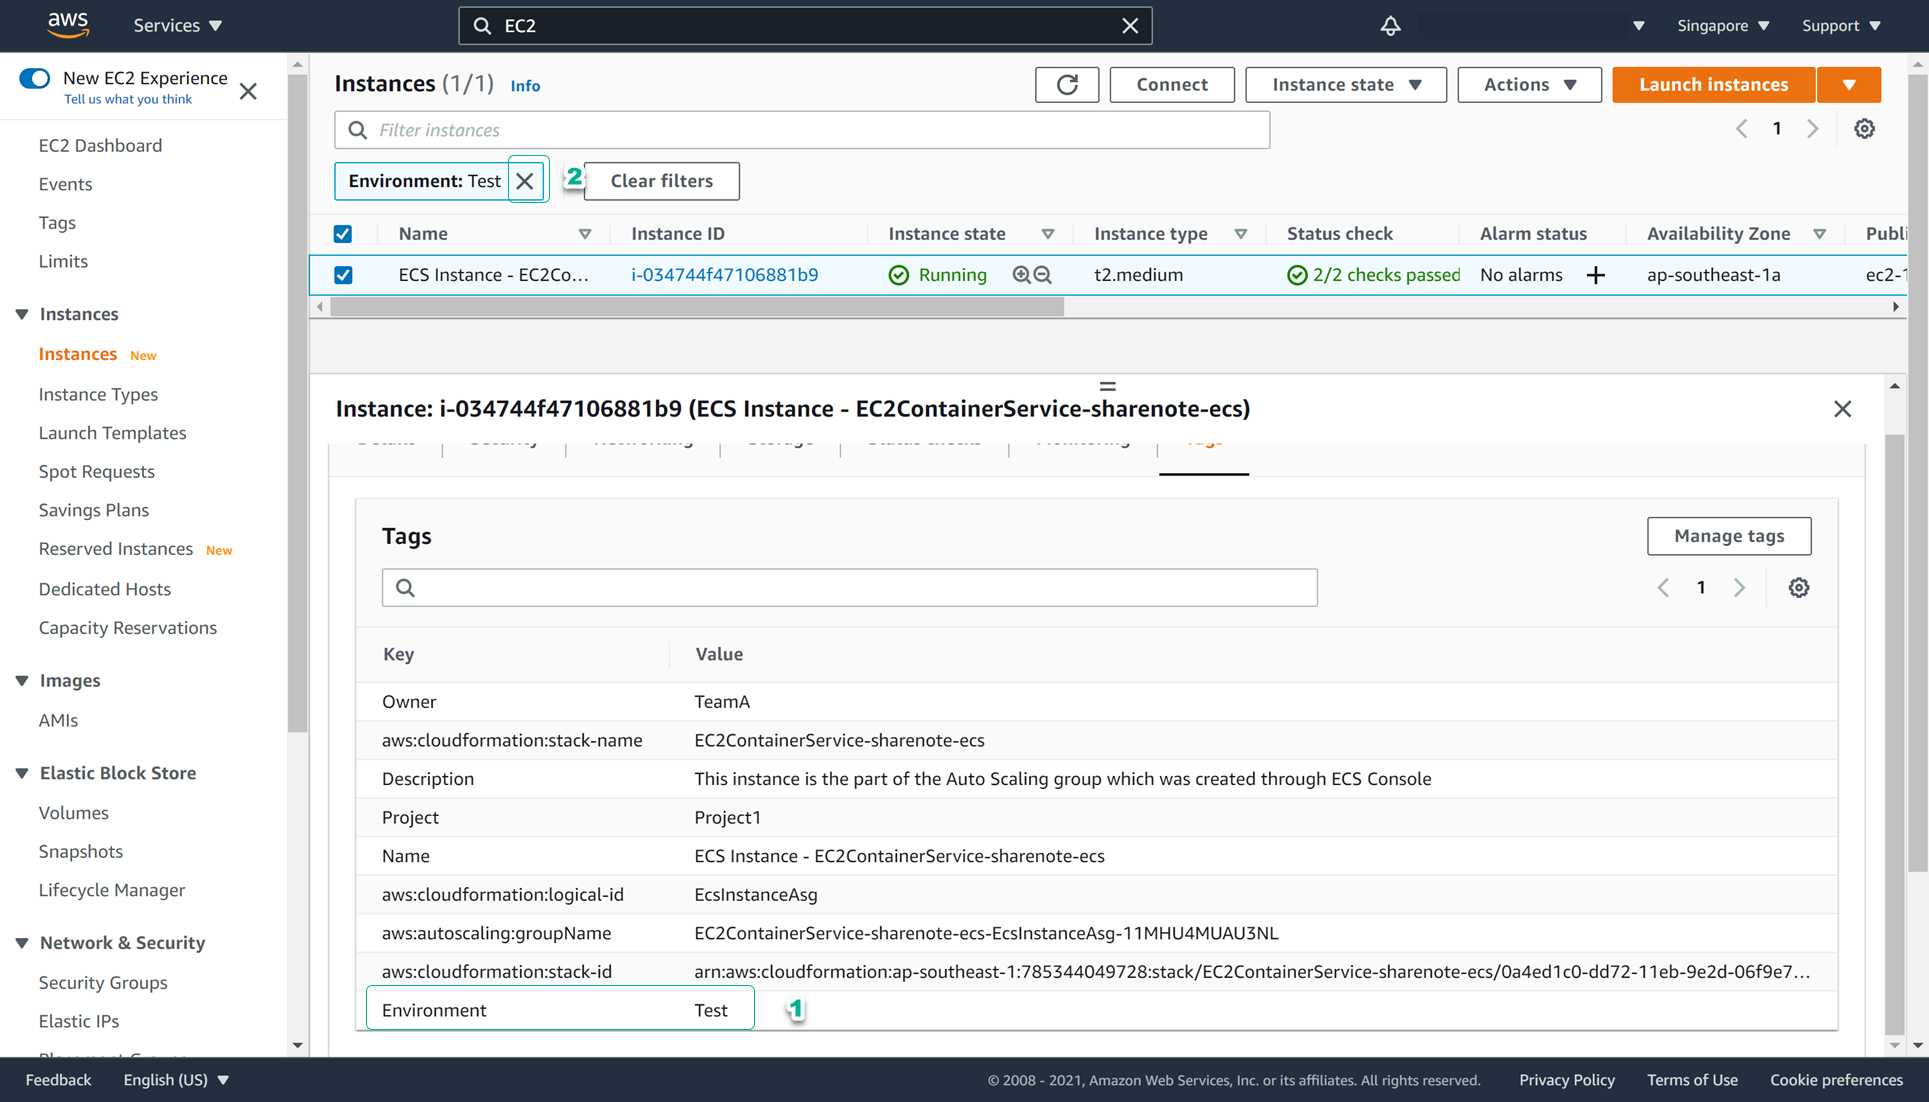 aws
Services
EC2
Singapore
Support
New EC2 Experience
Tell us what you think
EC2 Dashboard
Events
Tags
Limits
Instances
Instances New
Instance Types
Launch Templates
Spot Requests
Savings Plans
Reserved Instances New
Dedicated Hosts
Capacity Reservations
Images
AMIs
Elastic Block Store
Volumes
Snapshots
Lifecycle Manager
Network & Security
Security Groups
Elastic IPs
Instances (1/1) Info
Connect
Instance state
Actions
Launch instances
Filter instances
1
Environment: Test
2
Clear filters
Name Instance ID Instance state Instance type Status check Alarm status Availability Zone Publi
ECS Instance - EC2Co... i-034744f47106881b9 Running t2.medium 2/2 checks passed No alarms + ap-southeast-1a ec2-1
Instance: i-034744f47106881b9 (ECS Instance - EC2ContainerService-sharenote-ecs)
Details Security Networking Storage Status checks Monitoring Tags
Tags
Manage tags
1
Key Value
Owner TeamA
aws:cloudformation:stack-name EC2ContainerService-sharenote-ecs
Description This instance is the part of the Auto Scaling group which was created through ECS Console
Project Project1
Name ECS Instance - EC2ContainerService-sharenote-ecs
aws:cloudformation:logical-id EcsInstanceAsg
aws:autoscaling:groupName EC2ContainerService-sharenote-ecs-EcsInstanceAsg-11MHU4MUAU3NL
aws:cloudformation:stack-id arn:aws:cloudformation:ap-southeast-1:785344049728:stack/EC2ContainerService-sharenote-ecs/0a4ed1c0-dd72-11eb-9e2d-06f9e7...
Environment Test
1
Feedback
English (US)
© 2008 - 2021, Amazon Web Services, Inc. or its affiliates. All rights reserved.
Privacy Policy
Terms of Use
Cookie preferences